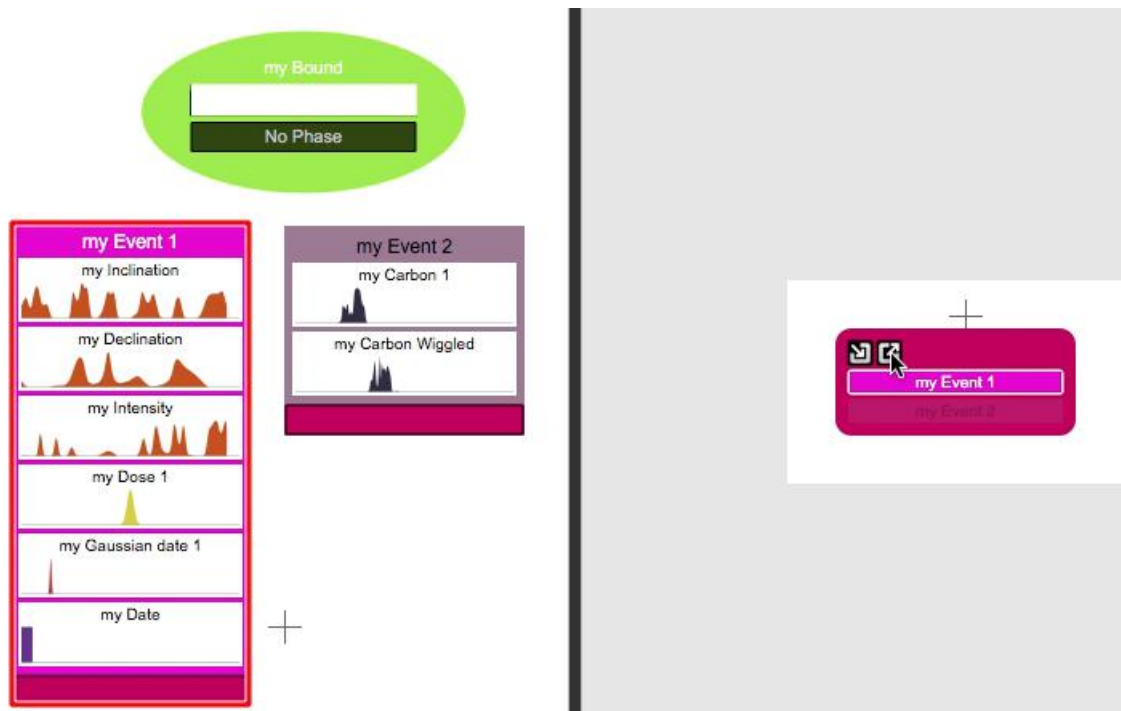 my Bound
No Phase
my Event 1
my Inclination
my Declination
my Intensity
my Dose 1
my Gaussian date 1
my Date
my Event 2
my Carbon 1
my Carbon Wiggled
my Event 1
my Event 2